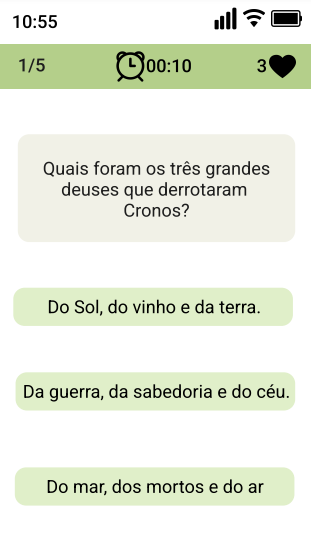 10:55
1/5
00:10
3
Quais foram os três grandes
deuses que derrotaram
Cronos?
Do Sol, do vinho e da terra.
Da guerra, da sabedoria e do céu.
Do mar, dos mortos e do ar